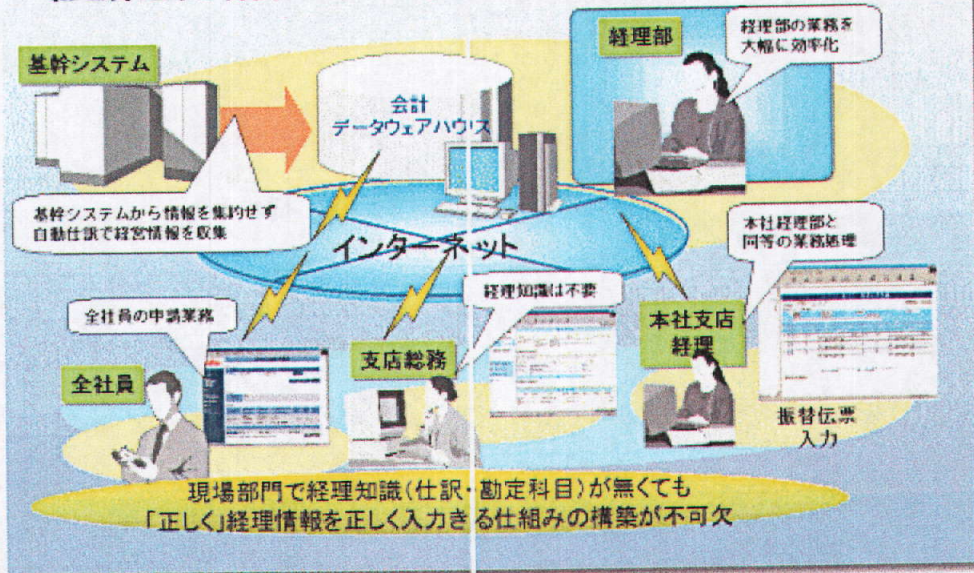 経理部
経理部の業務を
大幅に効率化
基幹システム
会計
データウェアハウス
基幹システムから情報を集約せず
自動仕訳で経営情報を収集
インターネット
本社経理部と
同等の業務処理
全社員の申請業務
経理知識は不要
本社支店
経理
支店総務
全社員
振替伝票
入力
現場部門で経理知識(仕訳・勘定科目)が無くても
「正しく」経理情報を正しく入力きる仕組みの構築が不可欠